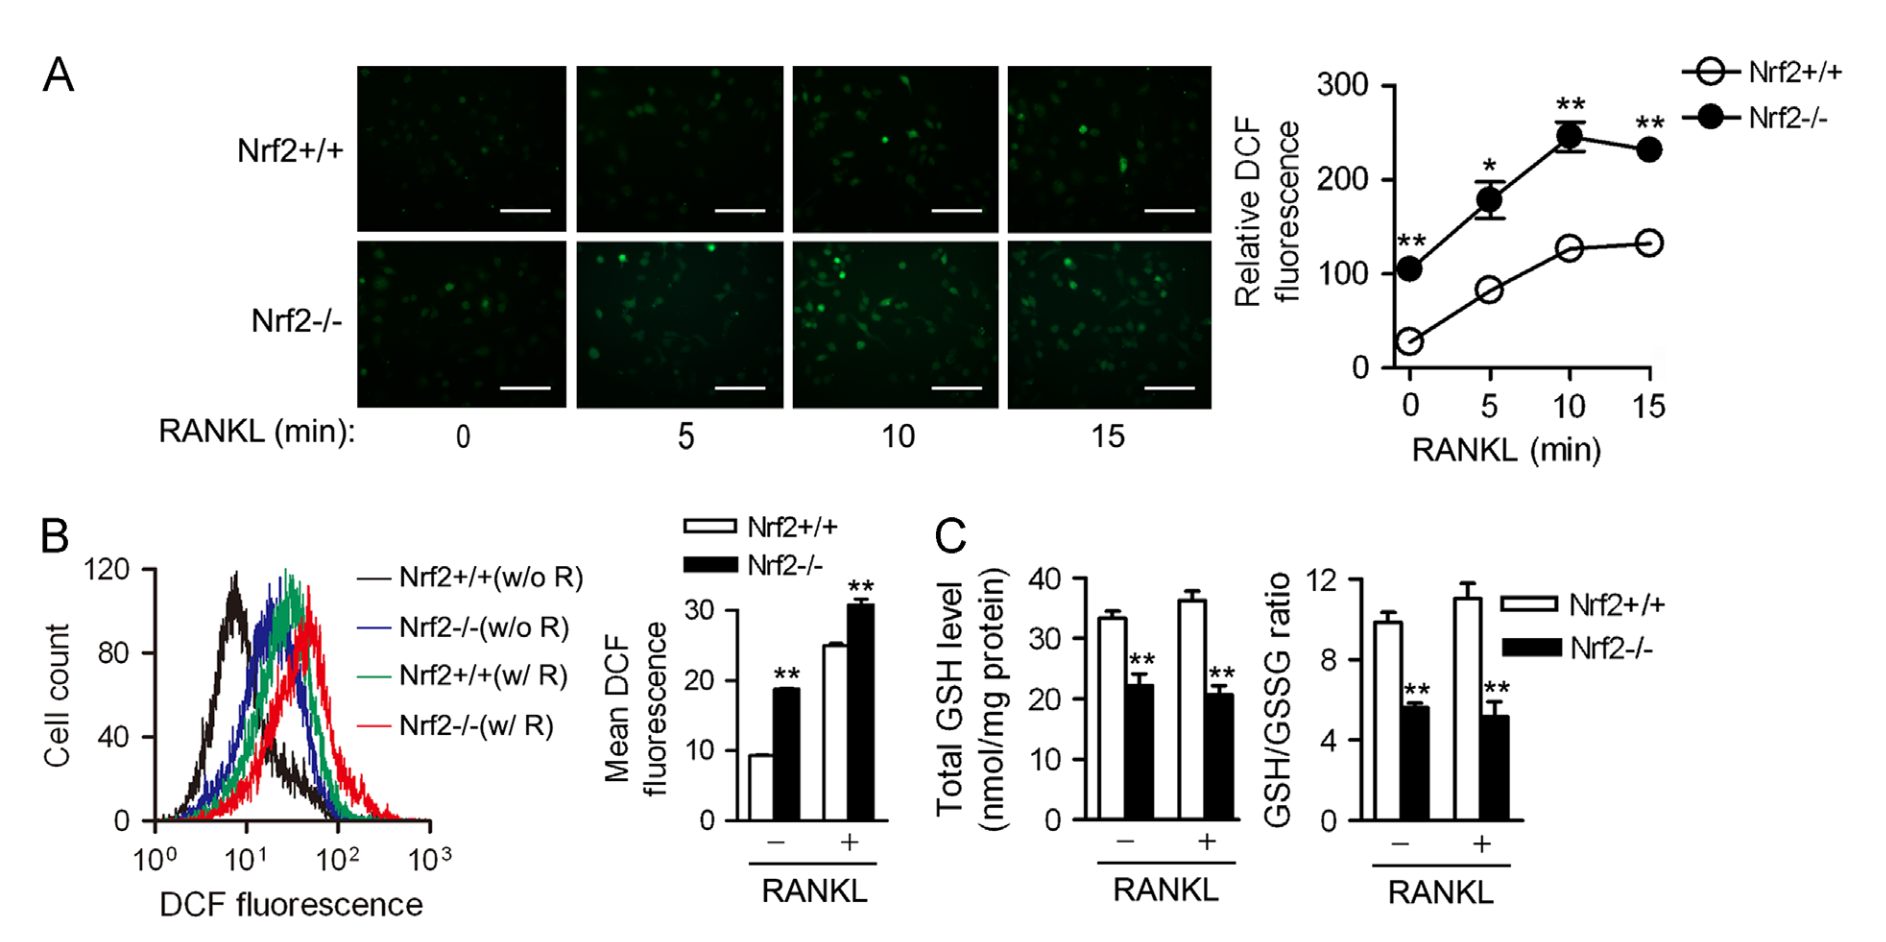 A
Nrf2+/+
Nrf2-/-
RANKL (min):
0
5
10
15
Relative DCF
fluorescence
300
200
100
0
**
*
**
**
0
5
10
15
RANKL (min)
Nrf2+/+
Nrf2-/-
B
Cell count
120
80
40
0
10⁰
10¹
10²
10³
DCF fluorescence
Nrf2+/+(w/o R)
Nrf2-/-(w/o R)
Nrf2+/+(w/ R)
Nrf2-/-(w/ R)
Nrf2+/+
Nrf2-/-
Mean DCF
fluorescence
30
20
10
0
**
**
−
+
RANKL
C
Total GSH level
(nmol/mg protein)
40
30
20
10
0
**
**
−
+
RANKL
GSH/GSSG ratio
12
8
4
0
**
**
−
+
RANKL
Nrf2+/+
Nrf2-/-